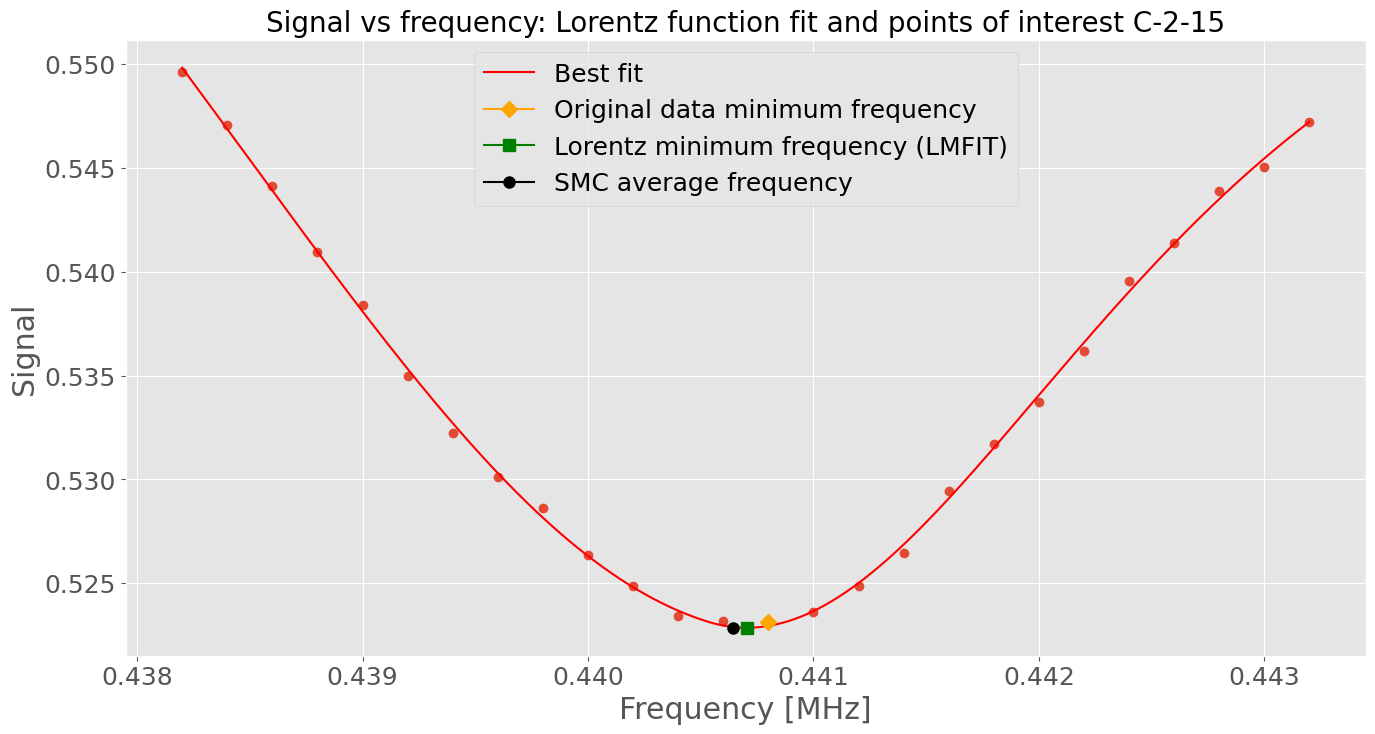 Signal vs frequency: Lorentz function fit and points of interest C-2-15
Best fit
Original data minimum frequency
Lorentz minimum frequency (LMFIT)
SMC average frequency
Signal
0.550
0.545
0.540
0.535
0.530
0.525
0.438
0.439
0.440
0.441
0.442
0.443
Frequency [MHz]